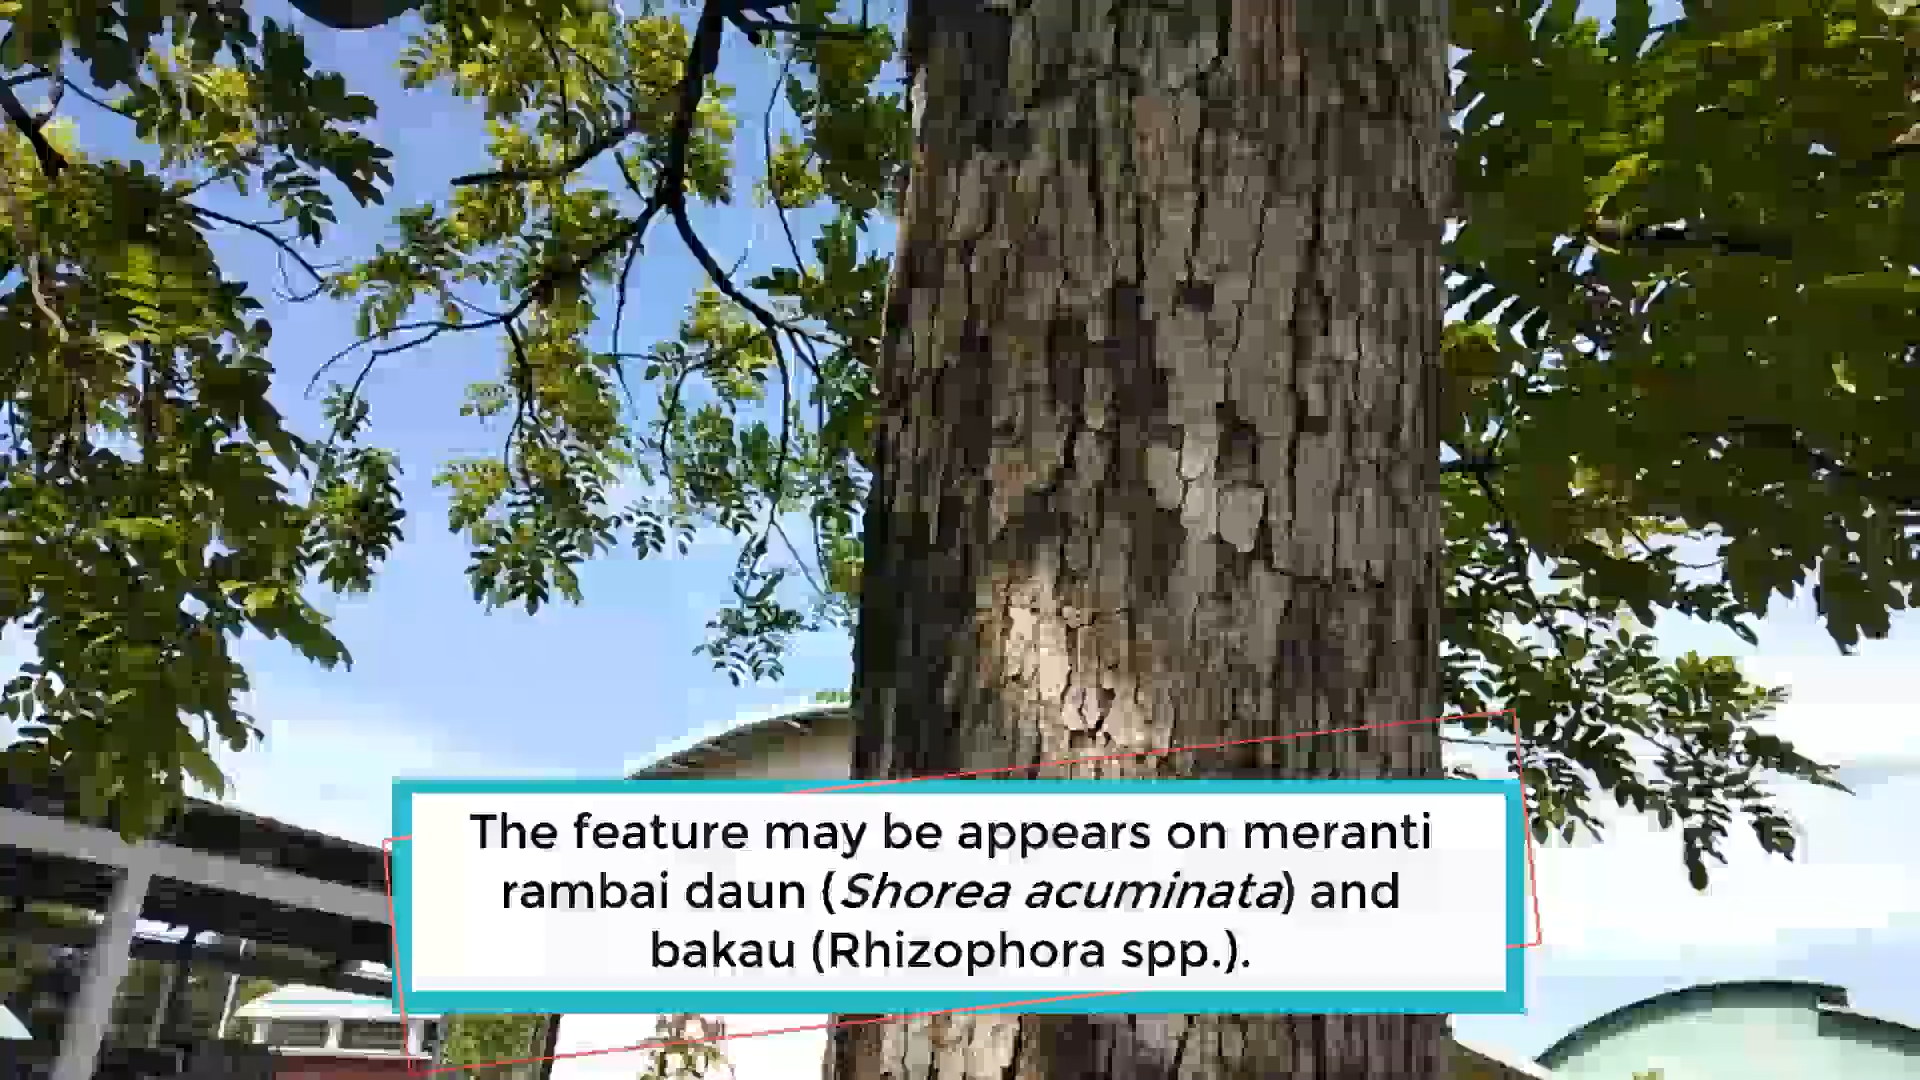 The feature may be appears on meranti
rambai daun (Shorea acuminata) and
bakau (Rhizophora spp.).